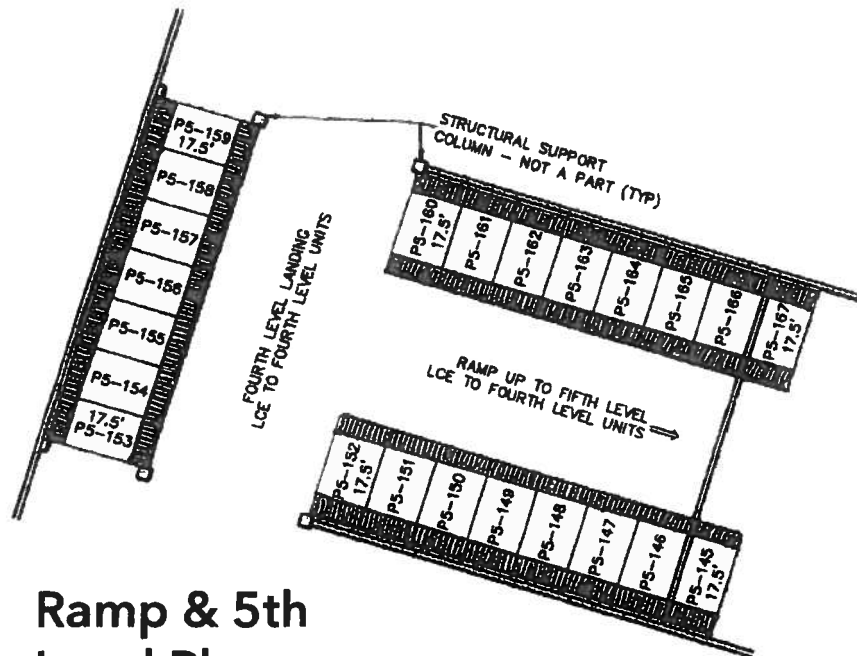 P5-159
17.5'
P5-158
P5-157
P5-156
P5-155
P5-154
17.5'
P5-153
STRUCTURAL SUPPORT
COLUMN - NOT A PART (TYP)
FOURTH LEVEL LANDING
LCE TO FOURTH LEVEL UNITS
P5-160
17.5'
P5-161
P5-162
P5-163
P5-164
P5-165
P5-166
P5-167
17.5'
RAMP UP TO FIFTH LEVEL
LCE TO FOURTH LEVEL UNITS
P5-152
17.5'
P5-151
P5-150
P5-149
P5-148
P5-147
P5-146
P5-145
17.5'
Ramp & 5th